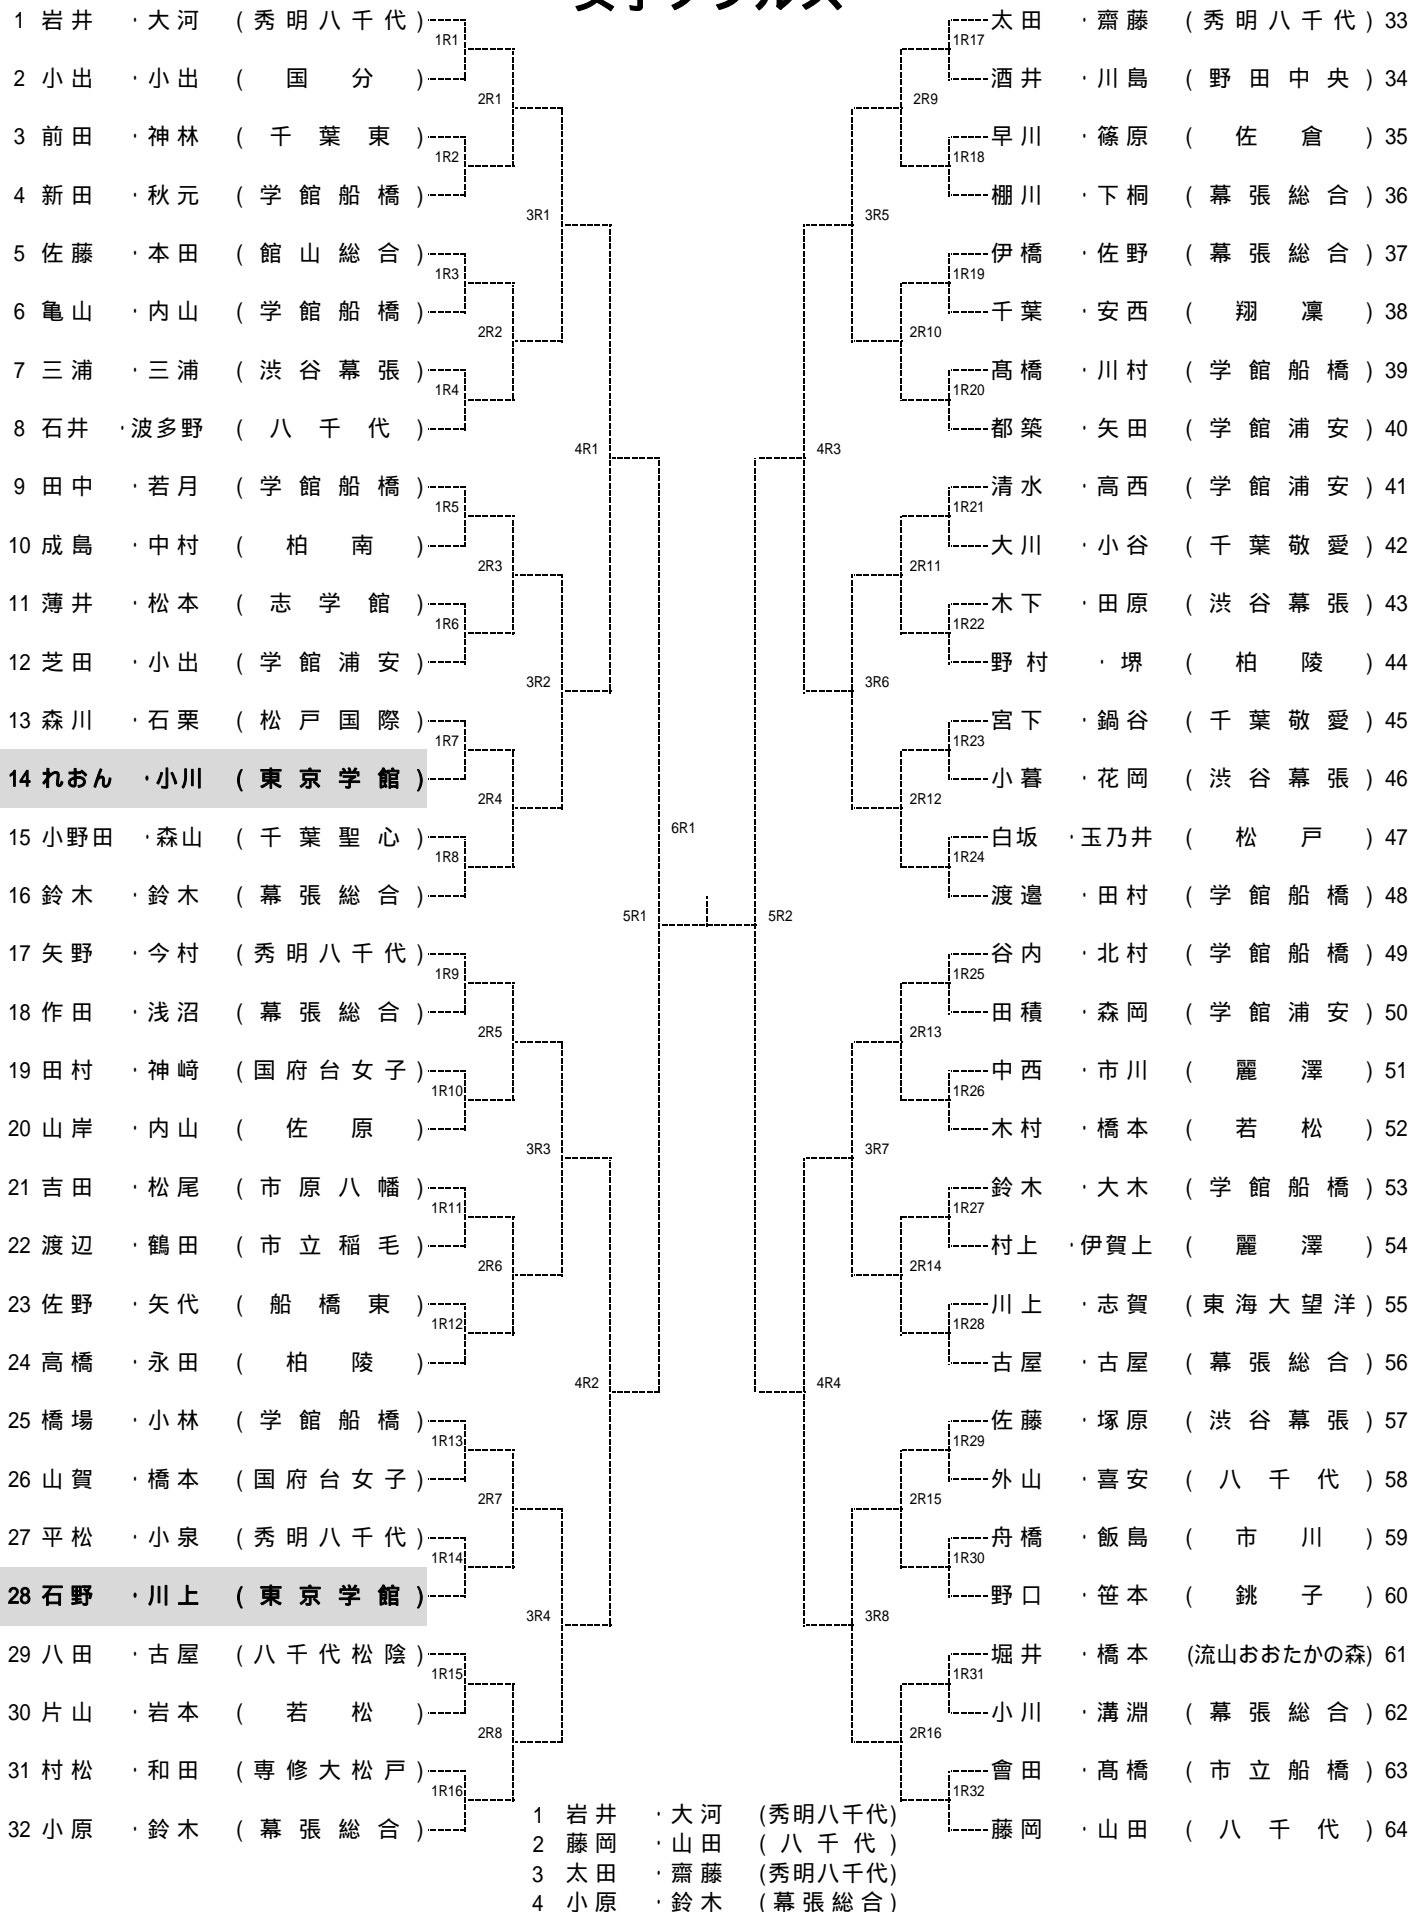 女子ダブルス
1 岩井 ・大河 (秀明八千代)
2 小出 ・小出 (国分)
3 前田 ・神林 (千葉東)
4 新田 ・秋元 (学館船橋)
5 佐藤 ・本田 (館山総合)
6 亀山 ・内山 (学館船橋)
7 三浦 ・三浦 (渋谷幕張)
8 石井 ・波多野 (八千代)
9 田中 ・若月 (学館船橋)
10 成島 ・中村 (柏南)
11 薄井 ・松本 (志学館)
12 芝田 ・小出 (学館浦安)
13 森川 ・石栗 (松戸国際)
14 れおん ・小川 (東京学館)
15 小野田 ・森山 (千葉聖心)
16 鈴木 ・鈴木 (幕張総合)
17 矢野 ・今村 (秀明八千代)
18 作田 ・浅沼 (幕張総合)
19 田村 ・神﨑 (国府台女子)
20 山岸 ・内山 (佐原)
21 吉田 ・松尾 (市原八幡)
22 渡辺 ・鶴田 (市立稲毛)
23 佐野 ・矢代 (船橋東)
24 高橋 ・永田 (柏陵)
25 橋場 ・小林 (学館船橋)
26 山賀 ・橋本 (国府台女子)
27 平松 ・小泉 (秀明八千代)
28 石野 ・川上 (東京学館)
29 八田 ・古屋 (八千代松陰)
30 片山 ・岩本 (若松)
31 村松 ・和田 (専修大松戸)
32 小原 ・鈴木 (幕張総合)
1R1
1R2
1R3
1R4
1R5
1R6
1R7
1R8
1R9
1R10
1R11
1R12
1R13
1R14
1R15
1R16
2R1
2R2
2R3
2R4
2R5
2R6
2R7
2R8
3R1
3R2
3R3
3R4
4R1
4R2
5R1
6R1
5R2
4R3
4R4
3R5
3R6
3R7
3R8
2R9
2R10
2R11
2R12
2R13
2R14
2R15
2R16
1R17
1R18
1R19
1R20
1R21
1R22
1R23
1R24
1R25
1R26
1R27
1R28
1R29
1R30
1R31
1R32
太田 ・齋藤 (秀明八千代) 33
酒井 ・川島 (野田中央) 34
早川 ・篠原 (佐倉) 35
棚川 ・下桐 (幕張総合) 36
伊橋 ・佐野 (幕張総合) 37
千葉 ・安西 (翔凜) 38
髙橋 ・川村 (学館船橋) 39
都築 ・矢田 (学館浦安) 40
清水 ・高西 (学館浦安) 41
大川 ・小谷 (千葉敬愛) 42
木下 ・田原 (渋谷幕張) 43
野村 ・堺 (柏陵) 44
宮下 ・鍋谷 (千葉敬愛) 45
小暮 ・花岡 (渋谷幕張) 46
白坂 ・玉乃井 (松戸) 47
渡邉 ・田村 (学館船橋) 48
谷内 ・北村 (学館船橋) 49
田積 ・森岡 (学館浦安) 50
中西 ・市川 (麗澤) 51
木村 ・橋本 (若松) 52
鈴木 ・大木 (学館船橋) 53
村上 ・伊賀上 (麗澤) 54
川上 ・志賀 (東海大望洋) 55
古屋 ・古屋 (幕張総合) 56
佐藤 ・塚原 (渋谷幕張) 57
外山 ・喜安 (八千代) 58
舟橋 ・飯島 (市川) 59
野口 ・笹本 (銚子) 60
堀井 ・橋本 (流山おおたかの森) 61
小川 ・溝淵 (幕張総合) 62
會田 ・髙橋 (市立船橋) 63
藤岡 ・山田 (八千代) 64
1 岩井 ・大河 (秀明八千代)
2 藤岡 ・山田 (八千代)
3 太田 ・齋藤 (秀明八千代)
4 小原 ・鈴木 (幕張総合)